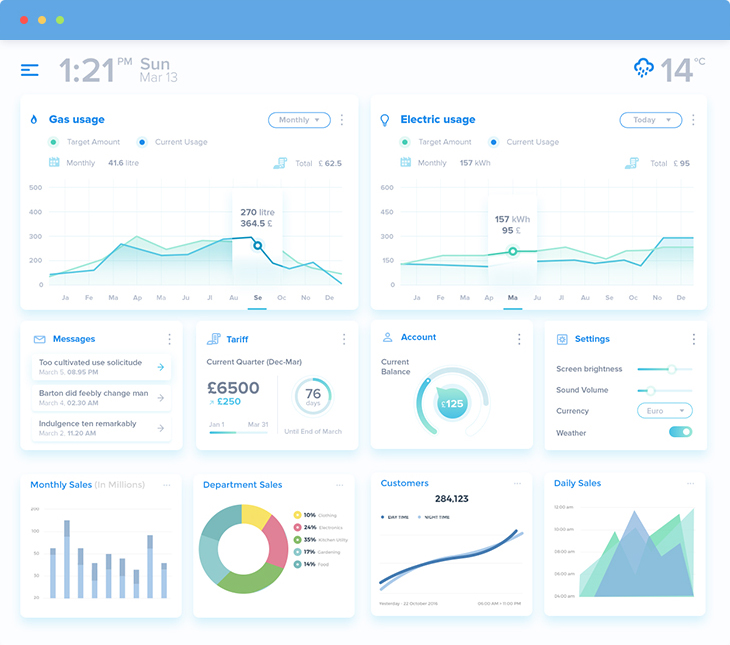 1:21 PM Sun
Mar 13
14 °C
Gas usage
Monthly
Target Amount Current Usage
Monthly 41.6 litre Total £ 62.5
500
400
300
200
0
270 litre
364.5 £
Ja Fe Ma Ap Ma Ju Jl Au Se Oc No De
Electric usage
Today
Target Amount Current Usage
Monthly 157 kWh Total £ 95
600
450
300
150
0
157 kWh
95 £
Ja Fe Ma Ap Ma Ju Jl Au Su Oc No De
Messages
Too cultivated use solicitude
March 5. 08.95 PM
Barton did feebly change man
March 4. 02.30 AM
Indulgence ten remarkably
March 2. 11.20 AM
Tariff
Current Quarter (Dec-Mar)
£6500
£250
Jan 1 Mar 31
76
days
Until End of March
Account
Current
Balance
£125
Settings
Screen brightness
Sound Volume
Currency Euro
Weather
Monthly Sales (In Millions)
200
100
50
30
20
Department Sales
10% Clothing
24% Electronics
35% Kitchen Utility
17% Gardening
14% Food
Customers
284,123
DAY TIME NIGHT TIME
Yesterday - 22 October 2016 06:00 AM - 11:00 PM
Daily Sales
12:00 am
10:00 am
08:00 am
06:00 am
24:00 am